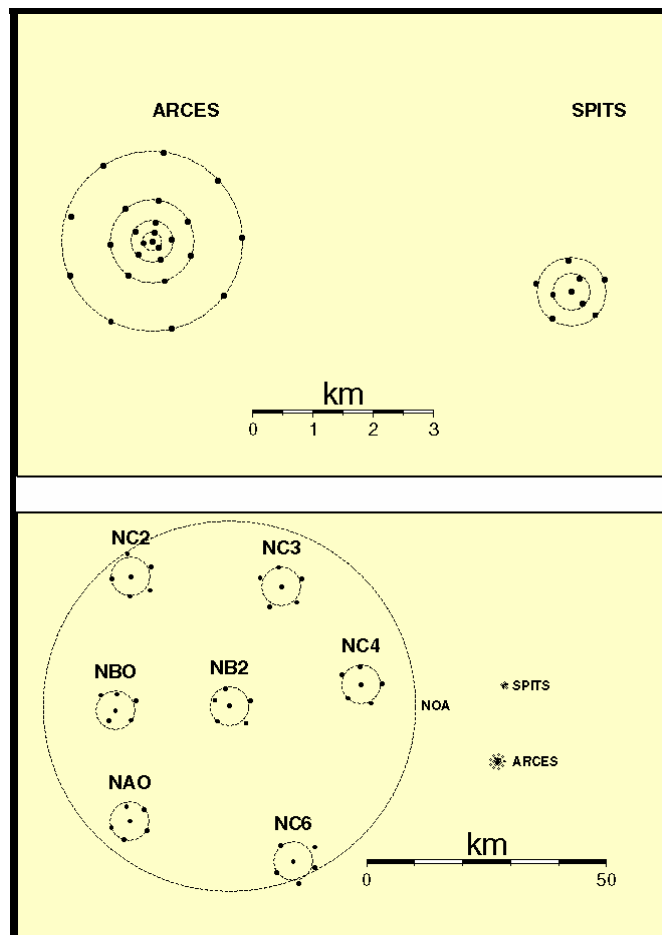 ARCES
SPITS
km
0 1 2 3
NC2
NC3
NC4
NBO
NB2
NOA
SPITS
ARCES
NAO
NC6
km
0 50